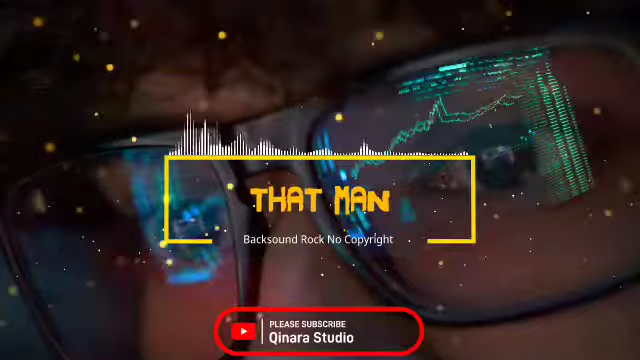 THAT MAN
Backsound Rock No Copyright
PLEASE SUBSCRIBE
Qinara Studio